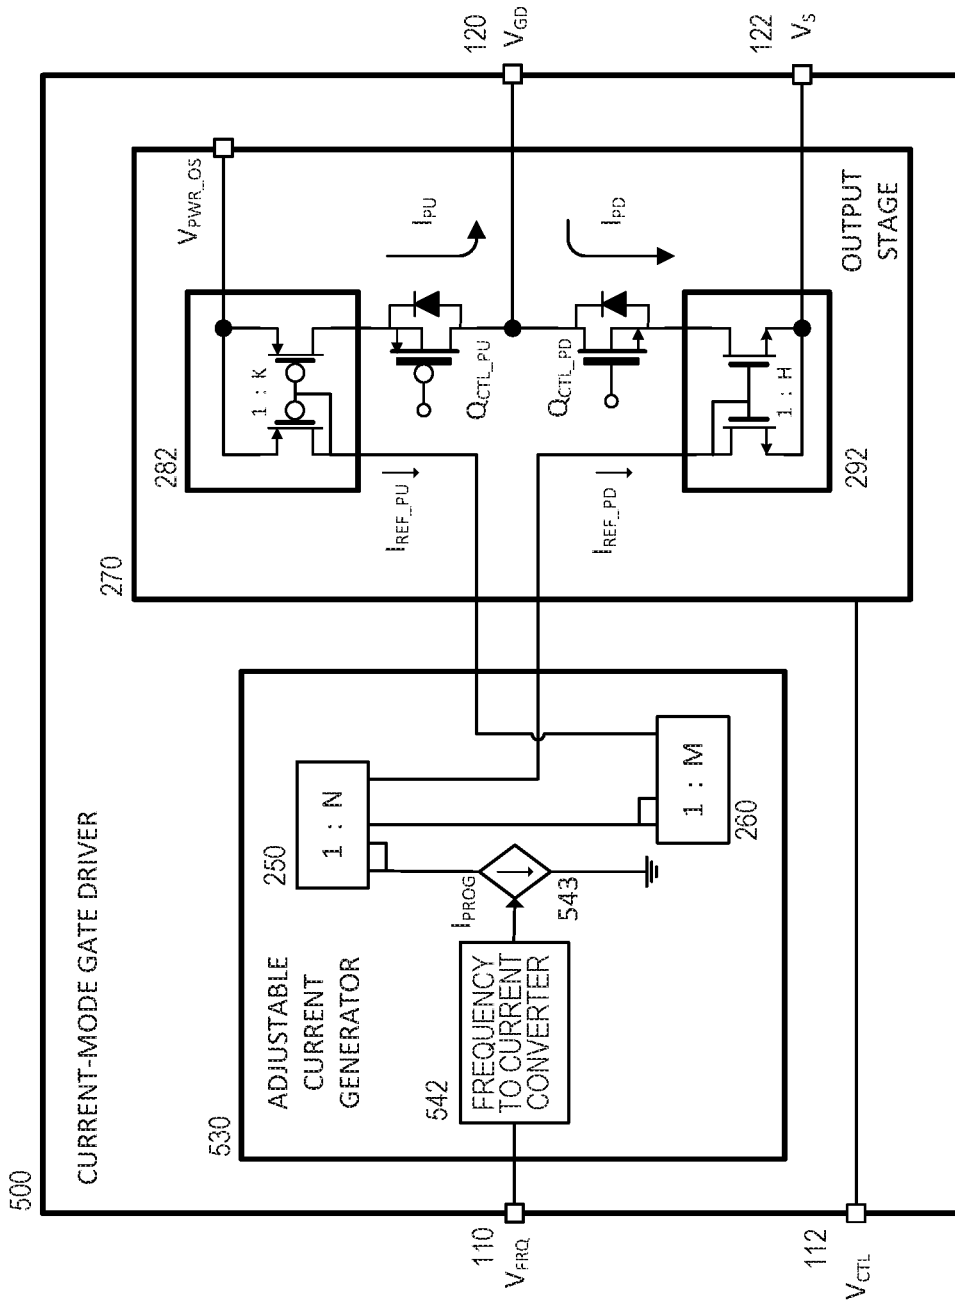 500
CURRENT-MODE GATE DRIVER
530
ADJUSTABLE
CURRENT
GENERATOR
250
1 : N
I_PROG
543
542
FREQUENCY
TO CURRENT
CONVERTER
260
1 : M
110
V_FRQ
112
V_CTL
270
282
1 : K
V_PWR_OS
I_REF_PU
I_PU
Q_CTL_PU
120
V_GD
I_REF_PD
Q_CTL_PD
I_PD
292
1 : H
OUTPUT
STAGE
122
V_S